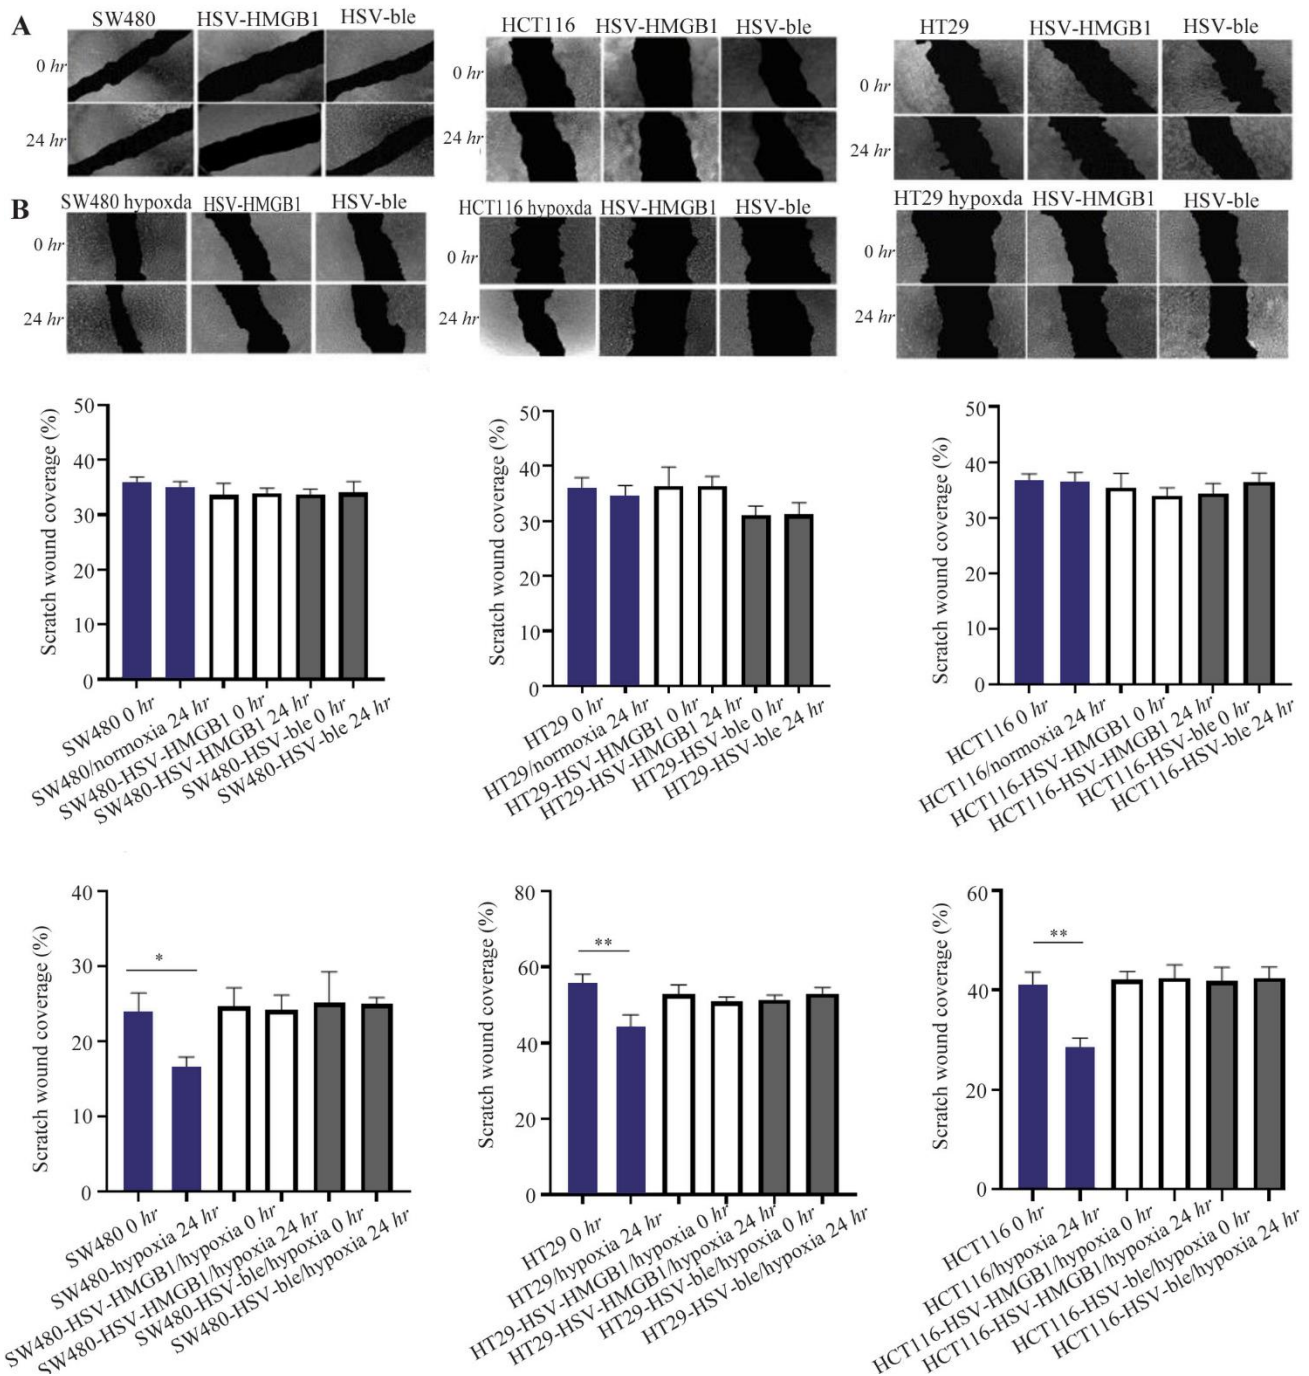 A
SW480 HSV-HMGB1 HSV-ble
HCT116 HSV-HMGB1 HSV-ble
HT29 HSV-HMGB1 HSV-ble
0 hr
0 hr
0 hr
24 hr
24 hr
24 hr
B
SW480 hypoxda HSV-HMGB1 HSV-ble
HCT116 hypoxda HSV-HMGB1 HSV-ble
HT29 hypoxda HSV-HMGB1 HSV-ble
0 hr
0 hr
0 hr
24 hr
24 hr
24 hr
Scratch wound coverage (%)
50
40
30
20
10
0
SW480 0 hr
SW480/normoxia 24 hr
SW480-HSV-HMGB1 0 hr
SW480-HSV-HMGB1 24 hr
SW480-HSV-ble 0 hr
SW480-HSV-ble 24 hr
Scratch wound coverage (%)
50
40
30
20
10
0
HT29 0 hr
HT29/normoxia 24 hr
HT29-HSV-HMGB1 0 hr
HT29-HSV-HMGB1 24 hr
HT29-HSV-ble 0 hr
HT29-HSV-ble 24 hr
Scratch wound coverage (%)
50
40
30
20
10
0
HCT116 0 hr
HCT116/normoxia 24 hr
HCT116-HSV-HMGB1 0 hr
HCT116-HSV-HMGB1 24 hr
HCT116-HSV-ble 0 hr
HCT116-HSV-ble 24 hr
Scratch wound coverage (%)
40
30
20
10
0
*
SW480 0 hr
SW480-hypoxia 24 hr
SW480-HSV-HMGB1/hypoxia 0 hr
SW480-HSV-HMGB1/hypoxia 24 hr
SW480-HSV-ble/hypoxia 0 hr
SW480-HSV-ble/hypoxia 24 hr
Scratch wound coverage (%)
80
60
40
20
0
**
HT29 0 hr
HT29/hypoxia 24 hr
HT29-HSV-HMGB1/hypoxia 0 hr
HT29-HSV-HMGB1/hypoxia 24 hr
HT29-HSV-ble/hypoxia 0 hr
HT29-HSV-ble/hypoxia 24 hr
Scratch wound coverage (%)
60
40
20
0
**
HCT116 0 hr
HCT116/hypoxia 24 hr
HCT116-HSV-HMGB1/hypoxia 0 hr
HCT116-HSV-HMGB1/hypoxia 24 hr
HCT116-HSV-ble/hypoxia 0 hr
HCT116-HSV-ble/hypoxia 24 hr